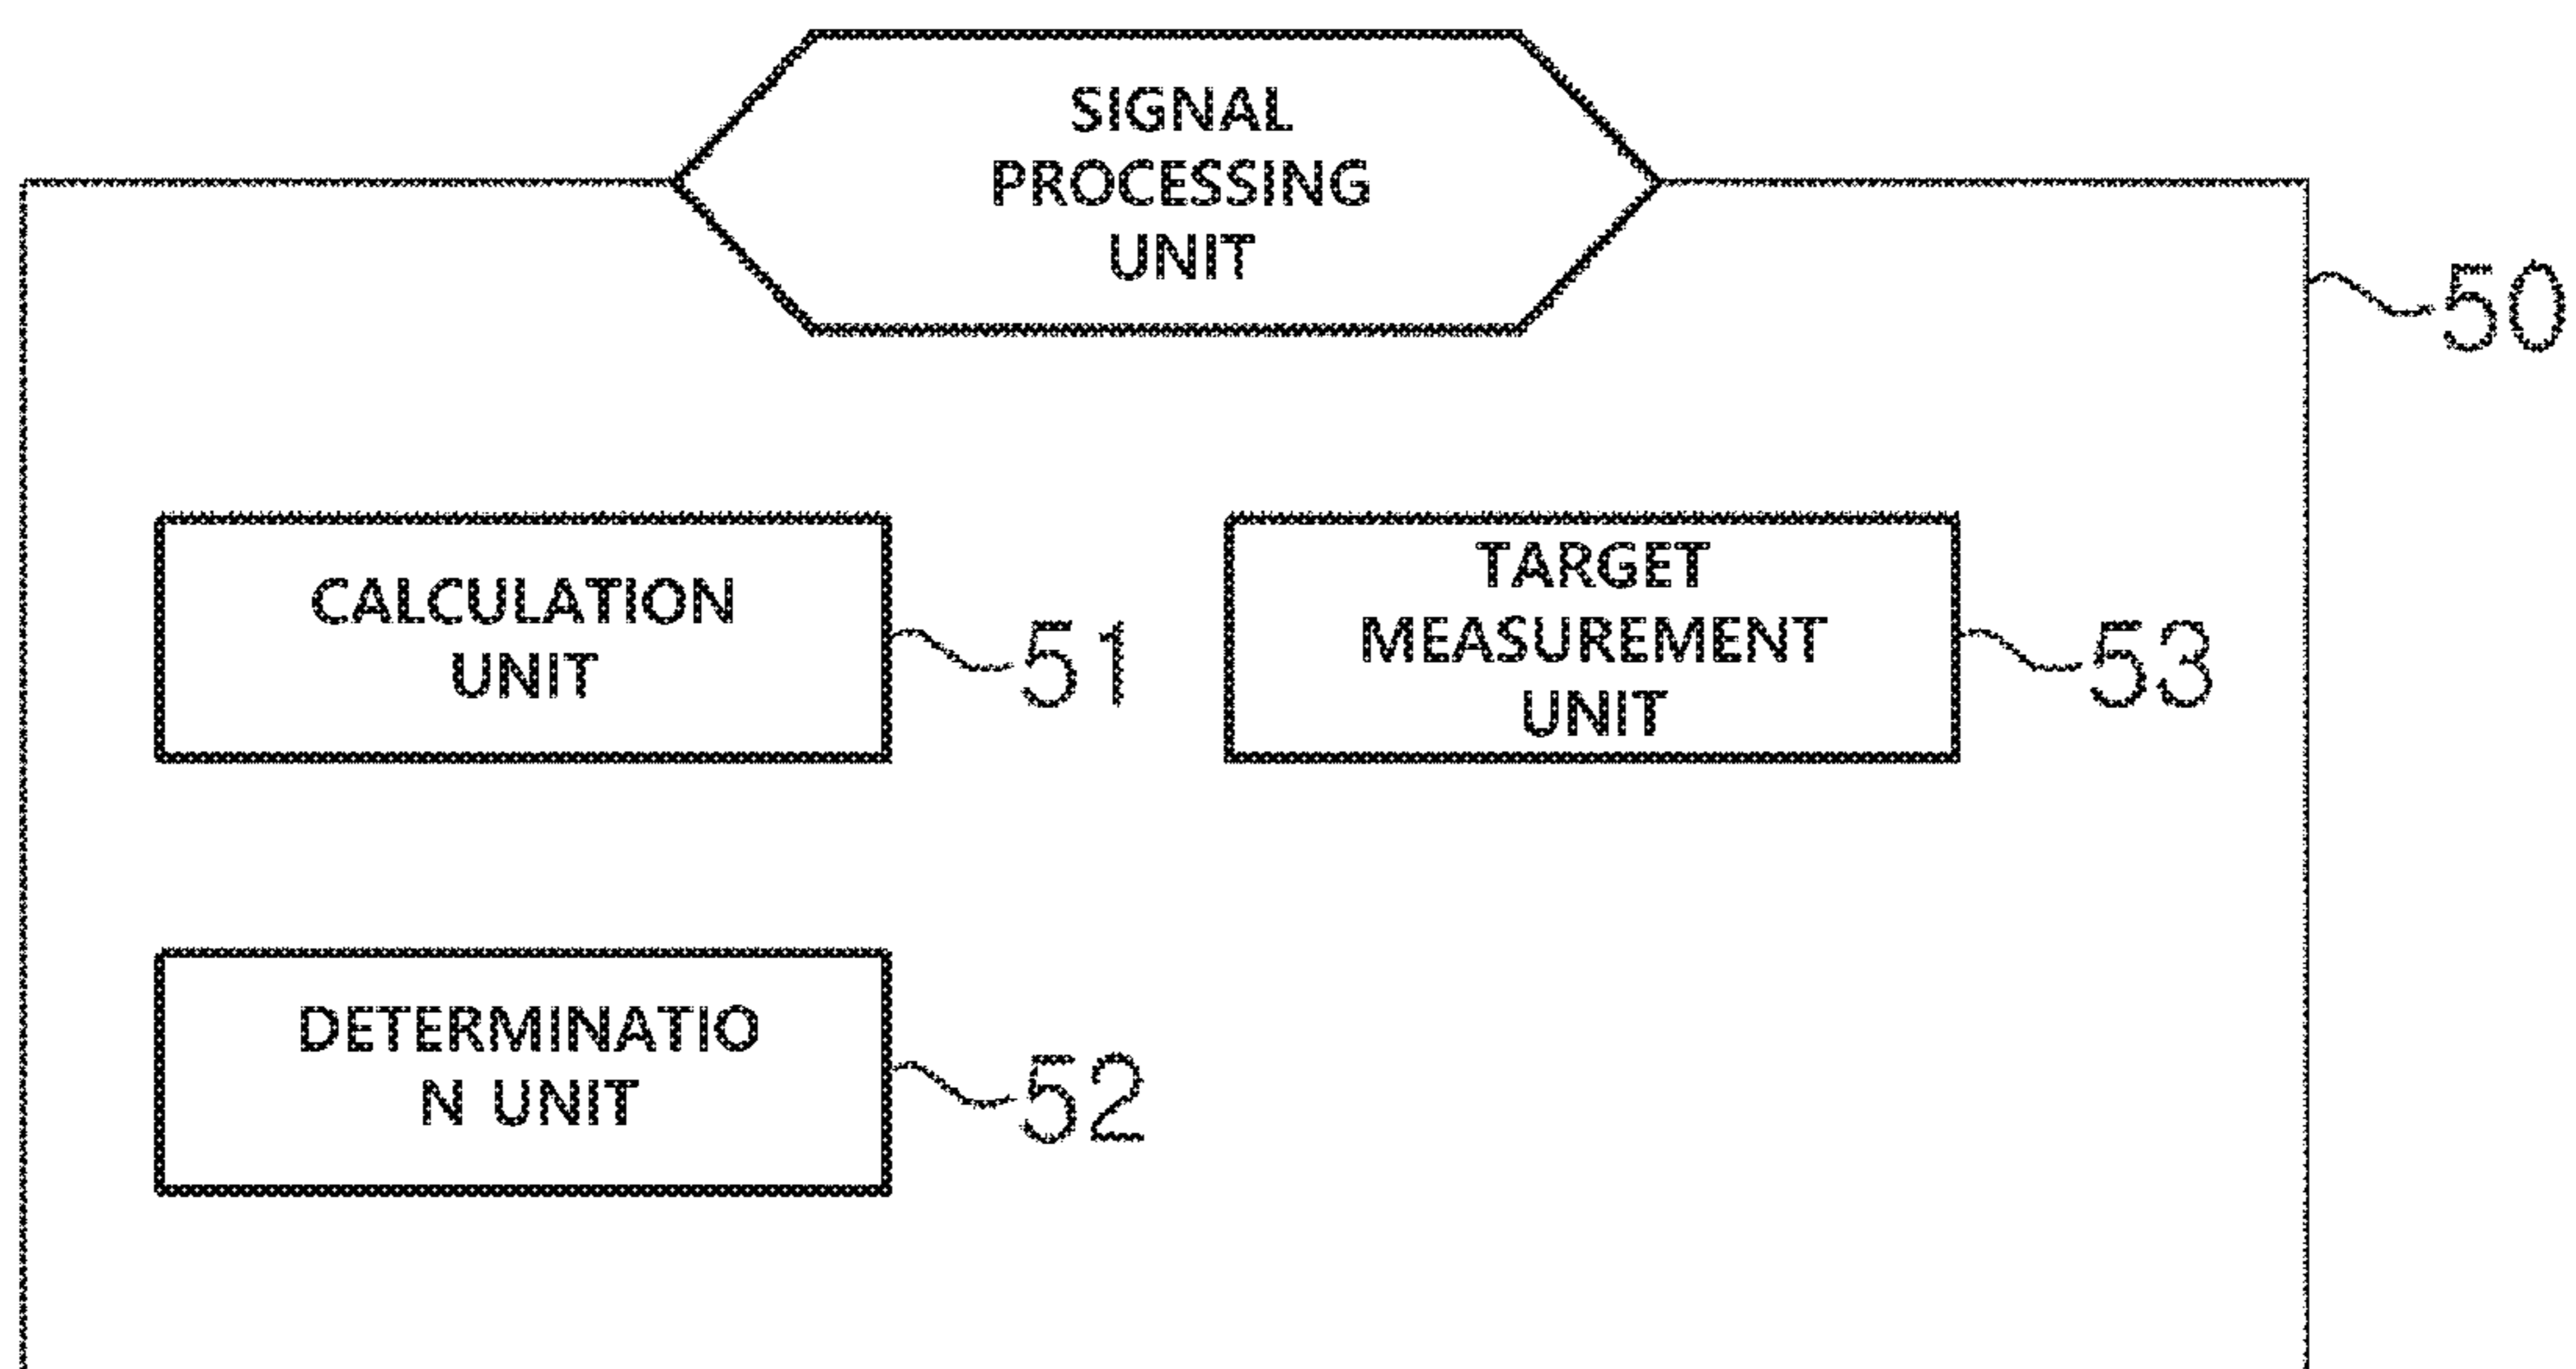 SIGNAL
PROCESSING
UNIT
50
CALCULATION
UNIT
51
TARGET
MEASUREMENT
UNIT
53
DETERMINATIO
N UNIT
52